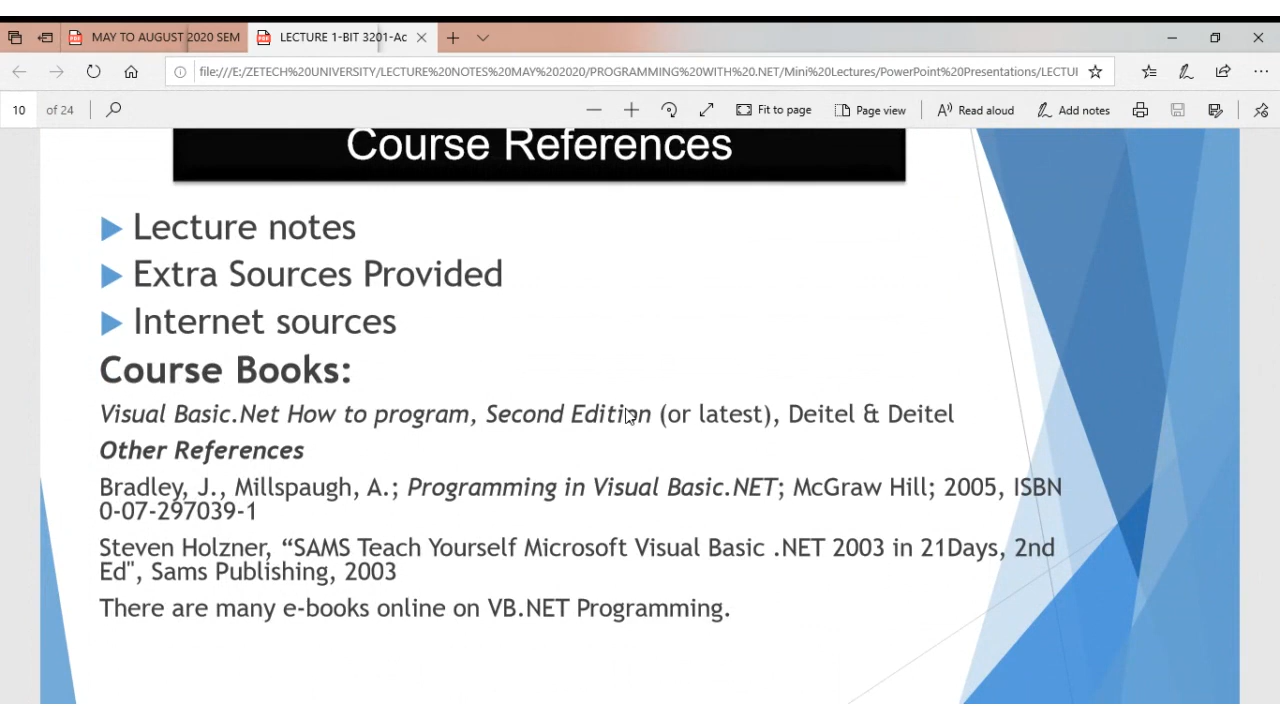 MAY TO AUGUST 2020 SEM
LECTURE 1-BIT 3201-Ac
file:///E:/ZETECH%20UNIVERSITY/LECTURE%20NOTES%20MAY%202020/PROGRAMMING%20WITH%20.NET/Mini%20Lectures/PowerPoint%20Presentations/LECTUI
10 of 24 Fit to page Page view Read aloud Add notes
Course References
Lecture notes
Extra Sources Provided
Internet sources
Course Books:
Visual Basic.Net How to program, Second Edition (or latest), Deitel & Deitel
Other References
Bradley, J., Millspaugh, A.; Programming in Visual Basic.NET; McGraw Hill; 2005, ISBN
0-07-297039-1
Steven Holzner, “SAMS Teach Yourself Microsoft Visual Basic .NET 2003 in 21Days, 2nd
Ed", Sams Publishing, 2003
There are many e-books online on VB.NET Programming.